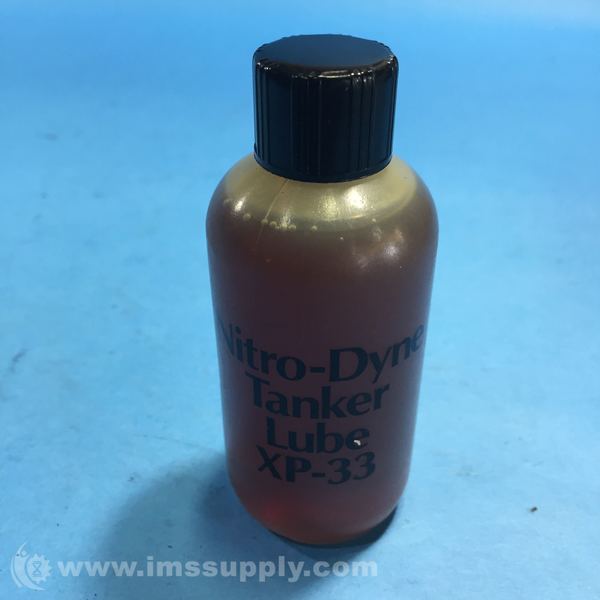 Nitro-Dyne
Tanker
Lube
XP-33
www.imssupply.com